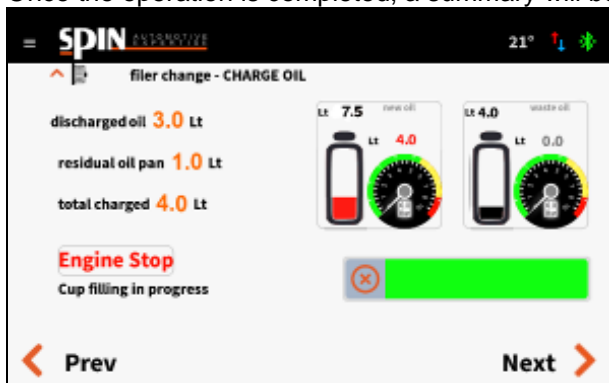 Once the operation is completed, a summary will b
= SPIN AUTOMOTIVE EXPERTISE 21°
filer change - CHARGE OIL
discharged oil 3.0 Lt
residual oil pan 1.0 Lt
total charged 4.0 Lt
Lt 7.5 new oil
Lt 4.0
Lt 4.0 waste oil
Lt 0.0
Engine Stop
Cup filling in progress
Prev Next